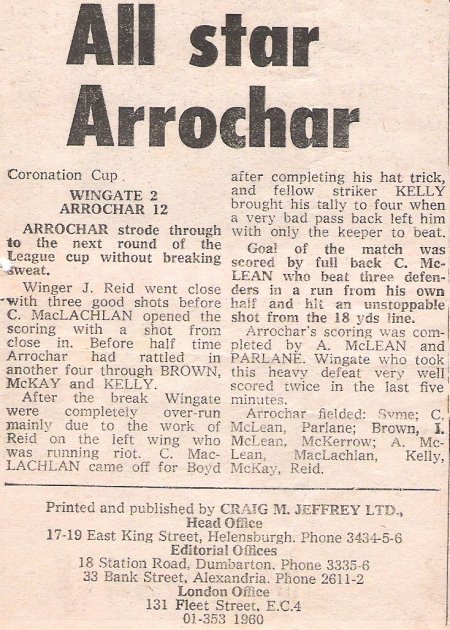 All star
Arrochar
Coronation Cup.
WINGATE 2
ARROCHAR 12
ARROCHAR strode through
to the next round of the
League cup without breaking
sweat.
Winger J. Reid went close
with three good shots before
C. MacLACHLAN opened the
scoring with a shot from
close in. Before half time
Arrochar had rattled in
another four through BROWN,
McKAY and KELLY.
After the break Wingate
were completely over-run
mainly due to the work of
Reid on the left wing who
was running riot. C. Mac-
LACHLAN came off for Boyd
after completing his hat trick,
and fellow striker KELLY
brought his tally to four when
a very bad pass back left him
with only the keeper to beat.
Goal of the match was
scored by full back C. Mc-
LEAN who beat three defen-
ders in a run from his own
half and hit an unstoppable
shot from the 18 yds line.
Arrochar's scoring was com-
pleted by A. McLEAN and
PARLANE. Wingate who took
this heavy defeat very well
scored twice in the last five
minutes.
Arrochar fielded: Syme; C.
McLean, Parlane; Brown, I.
McLean, McKerrow; A. Mc-
Lean, MacLachlan, Kelly,
McKay, Reid.
Printed and published by CRAIG M. JEFFREY LTD.,
Head Office
17-19 East King Street, Helensburgh. Phone 3434-5-6
Editorial Offices
18 Station Road, Dumbarton. Phone 3335-6
33 Bank Street, Alexandria. Phone 2611-2
London Office
131 Fleet Street, E.C.4
01-353 1960